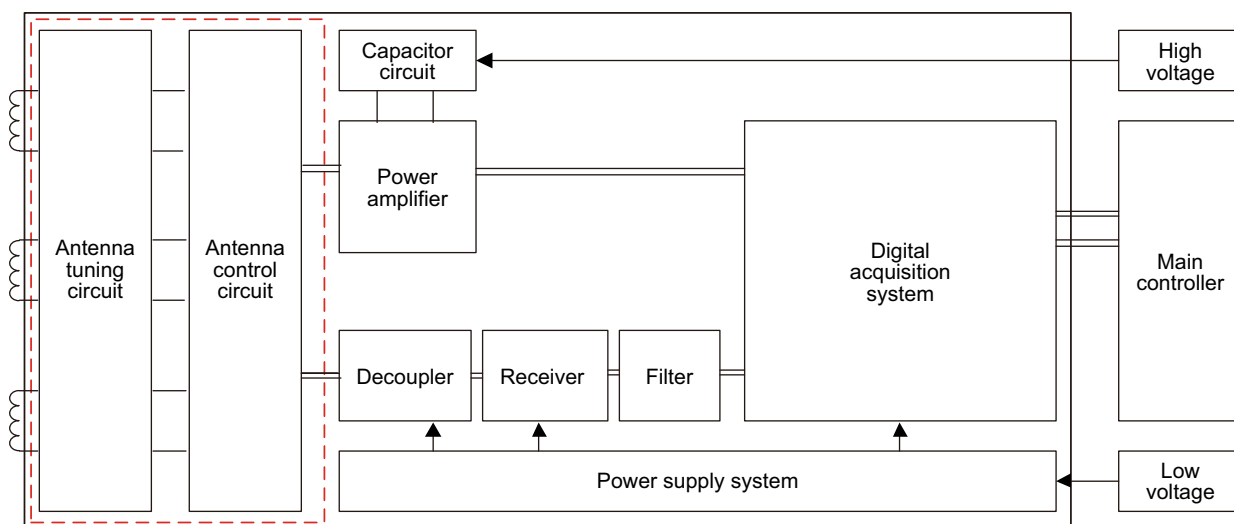 Capacitor
circuit
High
voltage
Antenna
tuning
circuit
Antenna
control
circuit
Power
amplifier
Digital
acquisition
system
Main
controller
Decoupler
Receiver
Filter
Power supply system
Low
voltage